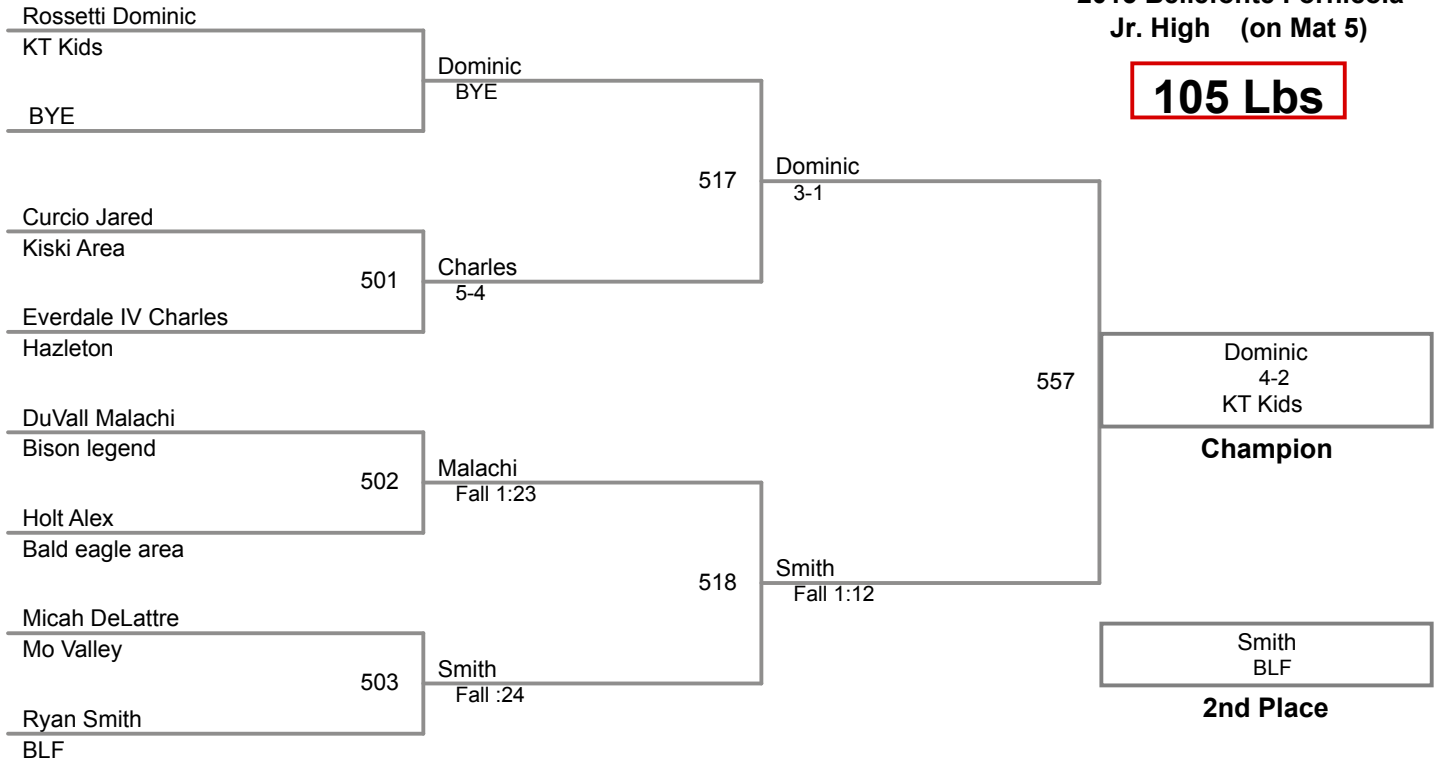 Jr. High (on Mat 5)
105 Lbs
Rossetti Dominic
KT Kids
BYE
Dominic
BYE
Curcio Jared
Kiski Area
501
Everdale IV Charles
Hazleton
Charles
5-4
517
Dominic
3-1
DuVall Malachi
Bison legend
502
Holt Alex
Bald eagle area
Malachi
Fall 1:23
Micah DeLattre
Mo Valley
503
Ryan Smith
BLF
Smith
Fall :24
518
Smith
Fall 1:12
557
Dominic
4-2
KT Kids
Champion
Smith
BLF
2nd Place